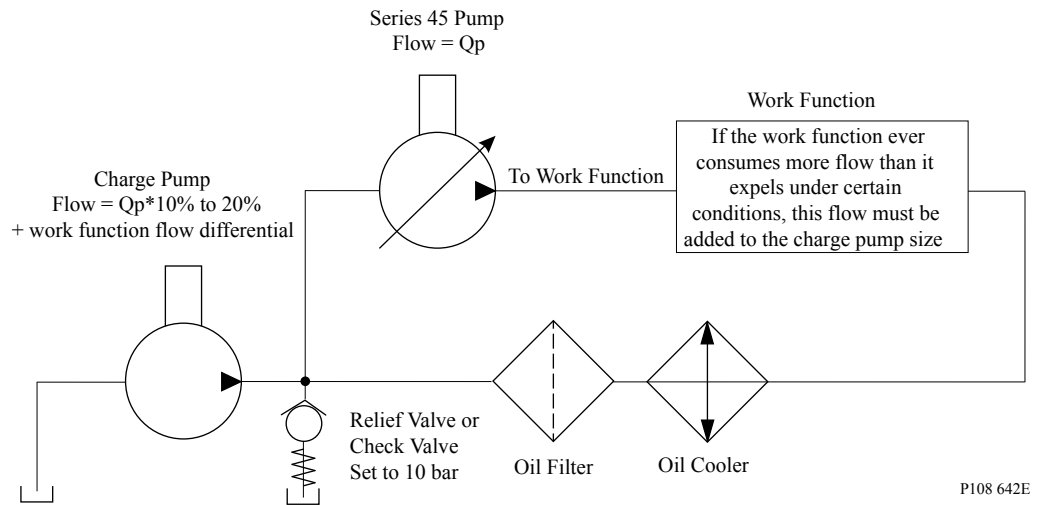 Series 45 Pump
Flow = Qp
Work Function
If the work function ever
consumes more flow than it
expels under certain
conditions, this flow must be
added to the charge pump size
To Work Function
Charge Pump
Flow = Qp*10% to 20%
+ work function flow differential
Relief Valve or
Check Valve
Set to 10 bar
Oil Filter
Oil Cooler
P108 642E